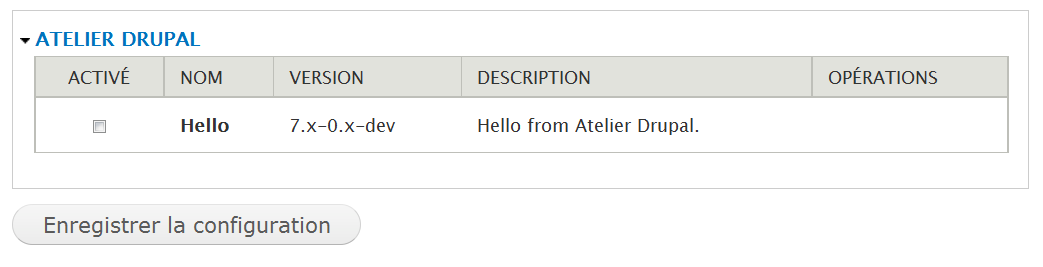 ATELIER DRUPAL
ACTIVÉ NOM VERSION DESCRIPTION OPÉRATIONS
Hello 7.x-0.x-dev Hello from Atelier Drupal.
Enregistrer la configuration